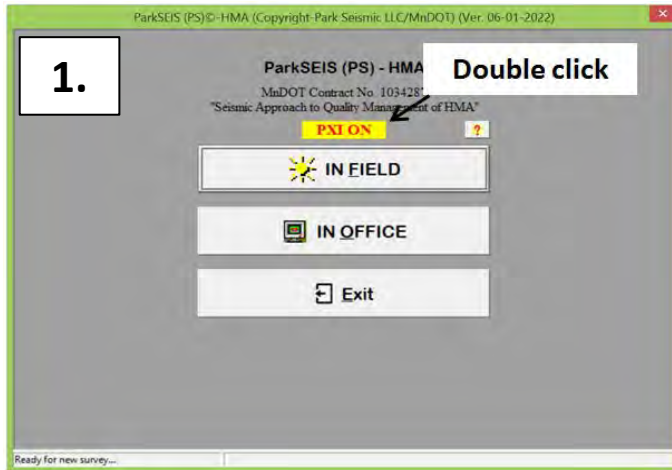 ParkSEIS (PS)©-HMA (Copyright-Park Seismic LLC/MnDOT) (Ver. 06-01-2022)
1.
Double click
ParkSEIS (PS) - HMA
MnDOT Contract No. 103428
"Seismic Approach to Quality Management of HMA"
PXI ON
?
IN FIELD
IN OFFICE
Exit
Ready for new survey...